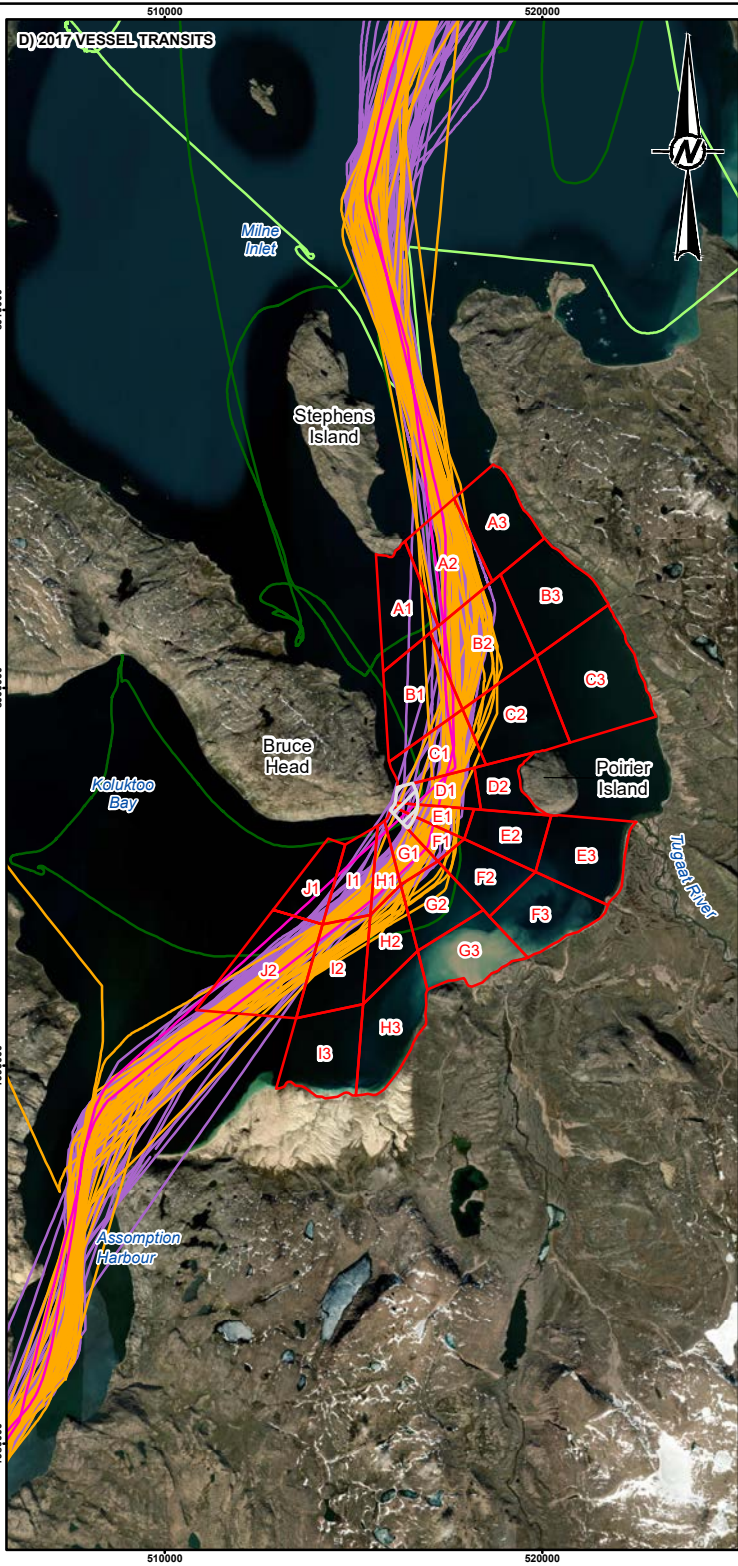 510000
520000
D) 2017 VESSEL TRANSITS
N
Milne
Inlet
Stephens
Island
A3
A2
B3
A1
B2
C3
B1
C2
C1
Bruce
Head
Poirier
Island
Koluktoo
Bay
D1
D2
E1
E2
E3
F1
G1
Tugaat River
I1
H1
F2
J1
G2
F3
H2
G3
J2
I2
H3
I3
Assomption
Harbour
510000
520000